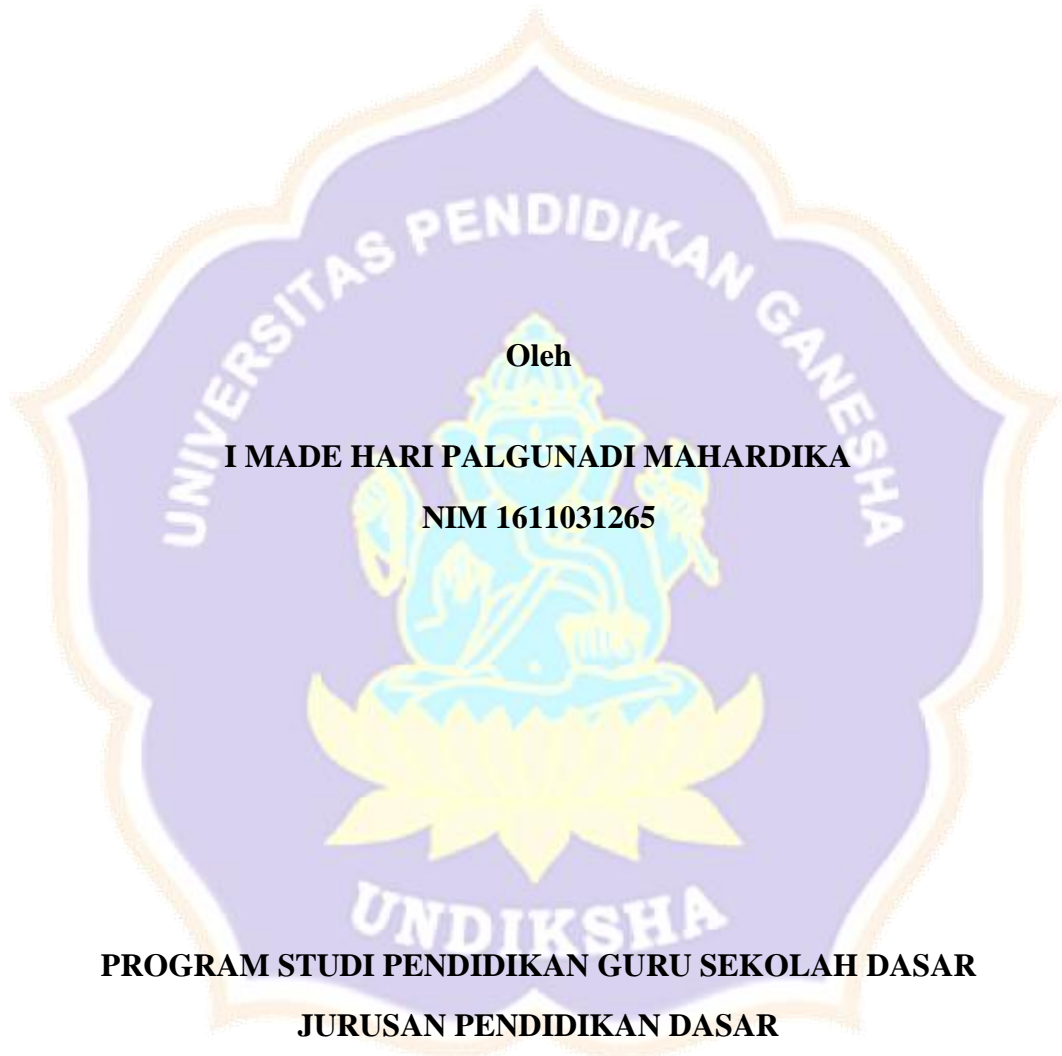 UNIVERSITAS PENDIDIKAN GANESHA
Oleh
I MADE HARI PALGUNADI MAHARDIKA
NIM 1611031265
UNDIKSHA
PROGRAM STUDI PENDIDIKAN GURU SEKOLAH DASAR
JURUSAN PENDIDIKAN DASAR